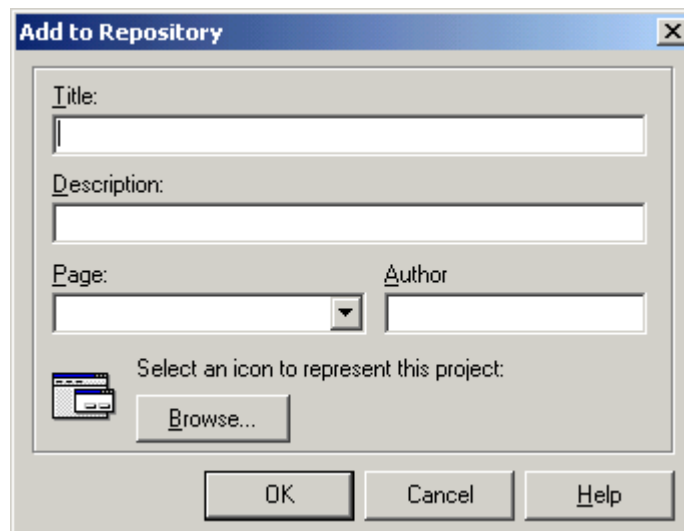 Add to Repository
Title:
Description:
Page: Author
Select an icon to represent this project:
Browse...
OK Cancel Help